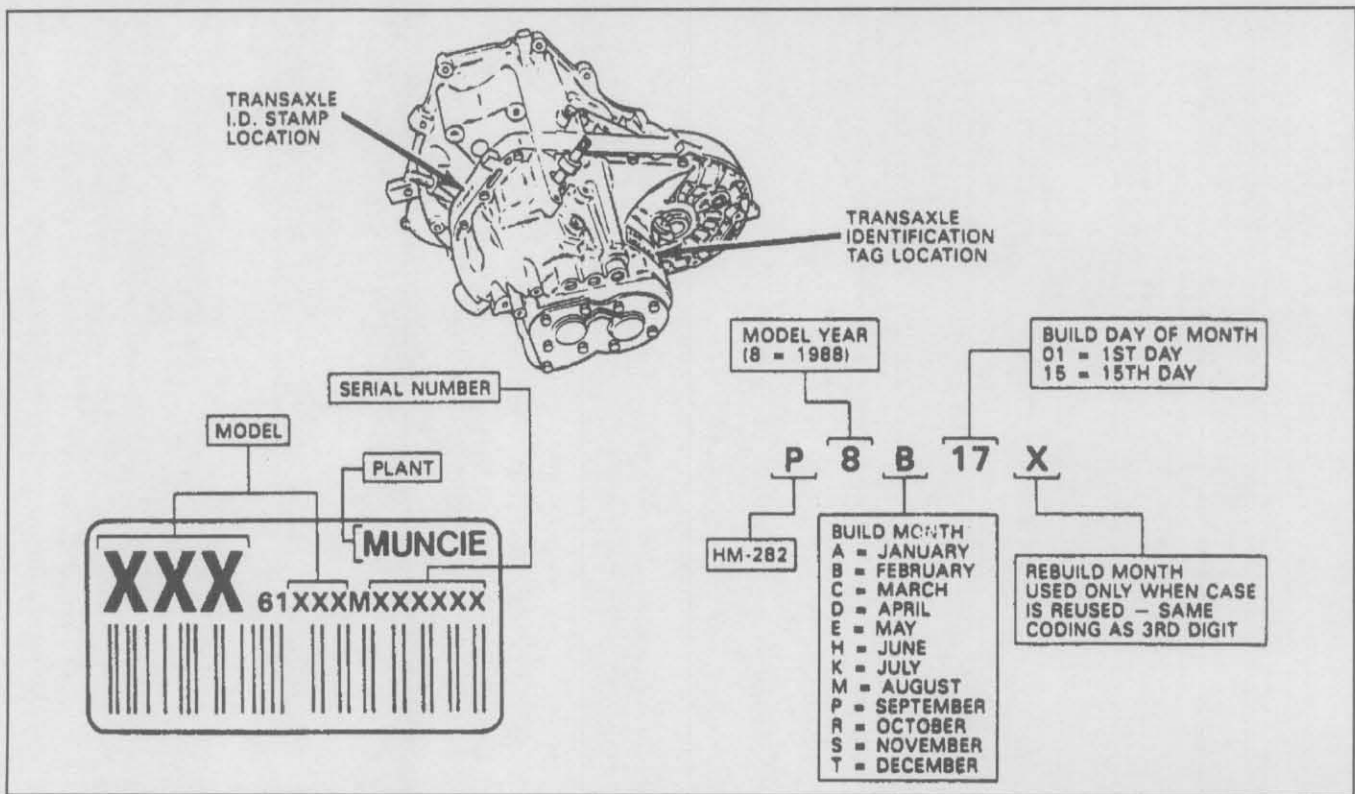 TRANSAXLE
I.D. STAMP
LOCATION
TRANSAXLE
IDENTIFICATION
TAG LOCATION
MODEL YEAR
(8 = 1988)
BUILD DAY OF MONTH
01 = 1ST DAY
15 = 15TH DAY
SERIAL NUMBER
MODEL
PLANT
P 8 B 17 X
MUNCIE
XXX
61XXXMXXXXXX
HM-282
BUILD MONTH
A = JANUARY
B = FEBRUARY
C = MARCH
D = APRIL
E = MAY
H = JUNE
K = JULY
M = AUGUST
P = SEPTEMBER
R = OCTOBER
S = NOVEMBER
T = DECEMBER
REBUILD MONTH
USED ONLY WHEN CASE
IS REUSED — SAME
CODING AS 3RD DIGIT